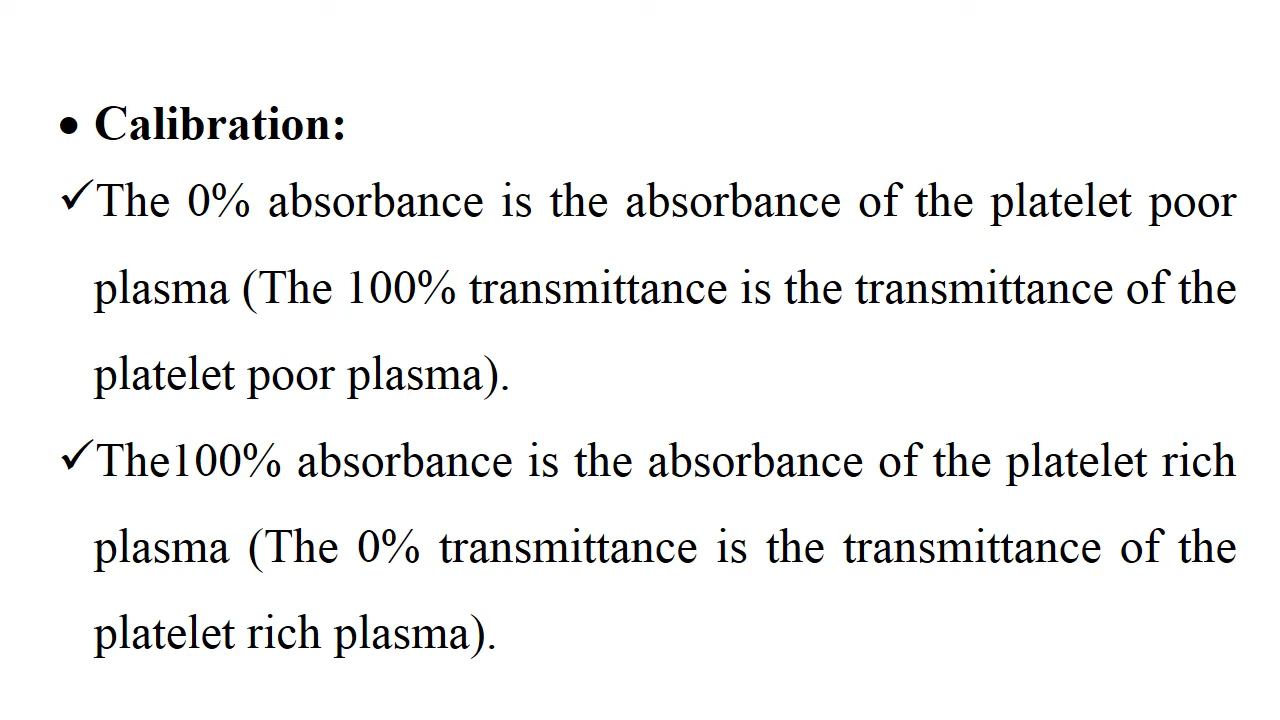 • Calibration:
✓The 0% absorbance is the absorbance of the platelet poor
plasma (The 100% transmittance is the transmittance of the
platelet poor plasma).
✓The100% absorbance is the absorbance of the platelet rich
plasma (The 0% transmittance is the transmittance of the
platelet rich plasma).